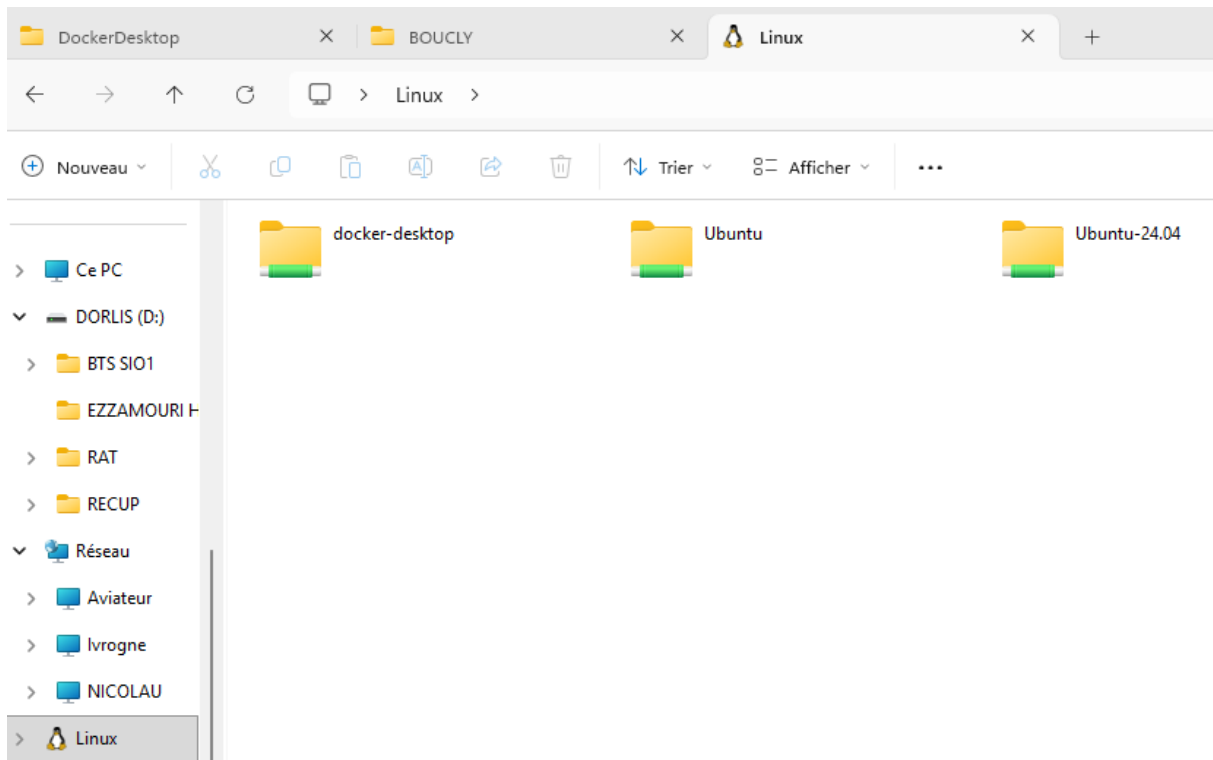 DockerDesktop BOUCLY Linux
Linux
Nouveau Trier Afficher
docker-desktop Ubuntu Ubuntu-24.04
Ce PC
DORLIS (D:)
BTS SIO1
EZZAMOURI H
RAT
RECUP
Réseau
Aviateur
Ivrogne
NICOLAU
Linux